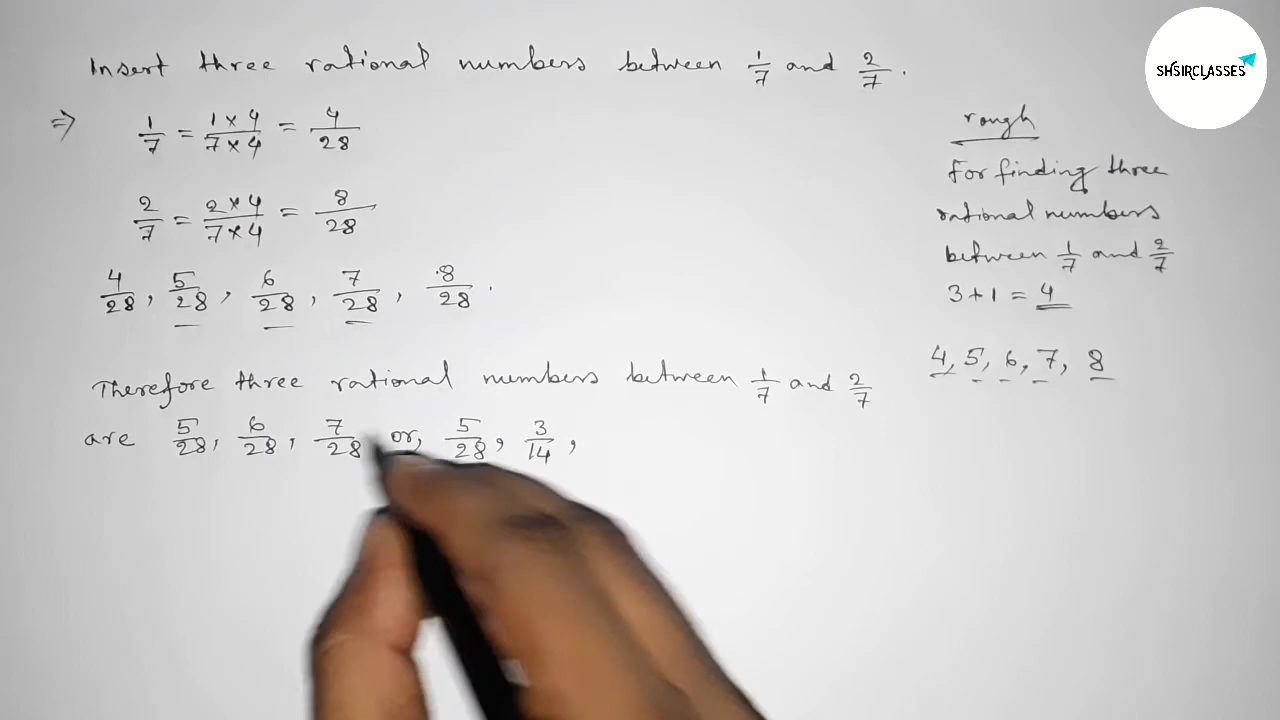 Insert three rational numbers between 1/7 and 2/7.
⇒ 1/7 = 1×4/7×4 = 4/28
2/7 = 2×4/7×4 = 8/28
4/28, 5/28, 6/28, 7/28, 8/28.
Therefore three rational numbers between 1/7 and 2/7
are 5/28, 6/28, 7/28 or, 5/28, 3/14,
SHSIRCLASSES
rough
For finding three
rational numbers
between 1/7 and 2/7
3+1 = 4
4, 5, 6, 7, 8